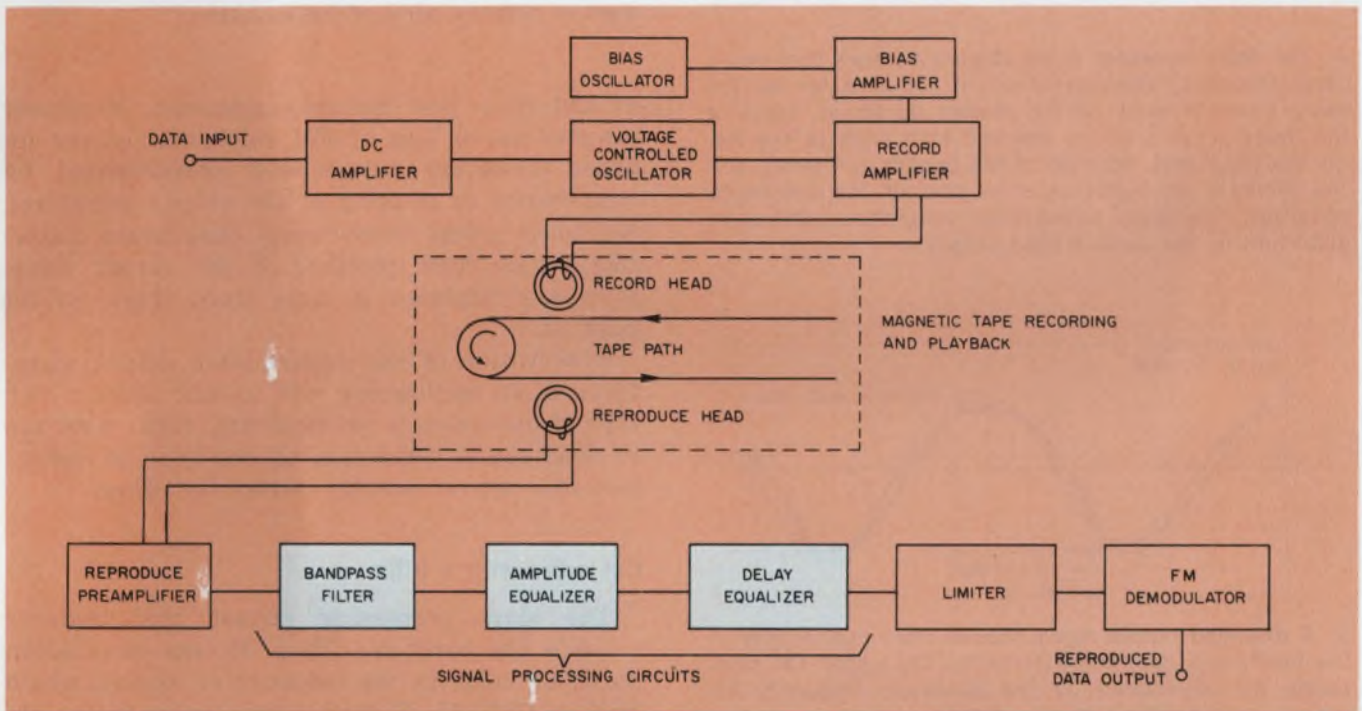 BIAS
OSCILLATOR
BIAS
AMPLIFIER
DATA INPUT
DC
AMPLIFIER
VOLTAGE
CONTROLLED
OSCILLATOR
RECORD
AMPLIFIER
RECORD HEAD
TAPE PATH
REPRODUCE HEAD
MAGNETIC TAPE RECORDING
AND PLAYBACK
REPRODUCE
PREAMPLIFIER
BANDPASS
FILTER
AMPLITUDE
EQUALIZER
DELAY
EQUALIZER
LIMITER
FM
DEMODULATOR
SIGNAL PROCESSING CIRCUITS
REPRODUCED
DATA OUTPUT